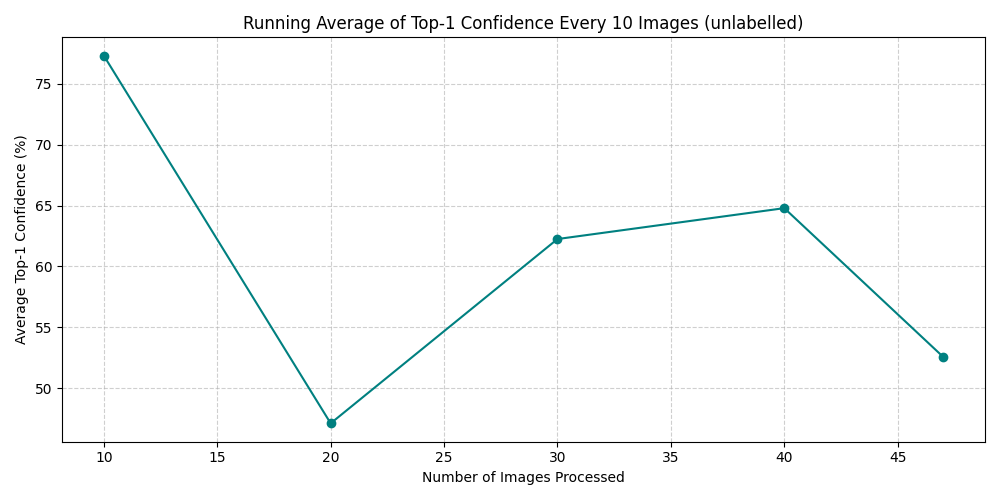 Running Average of Top-1 Confidence Every 10 Images (unlabelled)
Average Top-1 Confidence (%)
75
70
65
60
55
50
10 15 20 25 30 35 40 45
Number of Images Processed